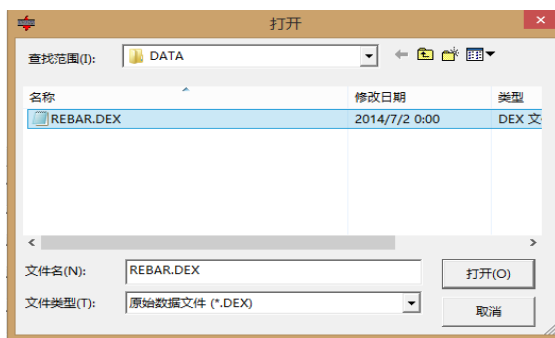 打开
查找范围(I): DATA
名称 修改日期 类型
REBAR.DEX 2014/7/2 0:00 DEX 文
文件名(N): REBAR.DEX 打开(O)
文件类型(T): 原始数据文件 (*.DEX)
取消